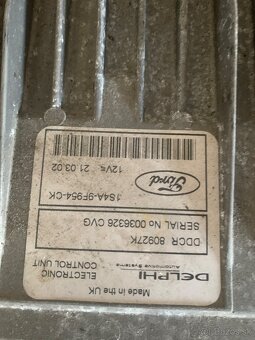 Made in the UK
DELPHI
Automotive Systems
ELECTRONIC
CONTROL UNIT
DDCR 80927K
SERIAL No 0036326 CVG
Ford
1S4A-9F954-CK
12V= 21.03.02